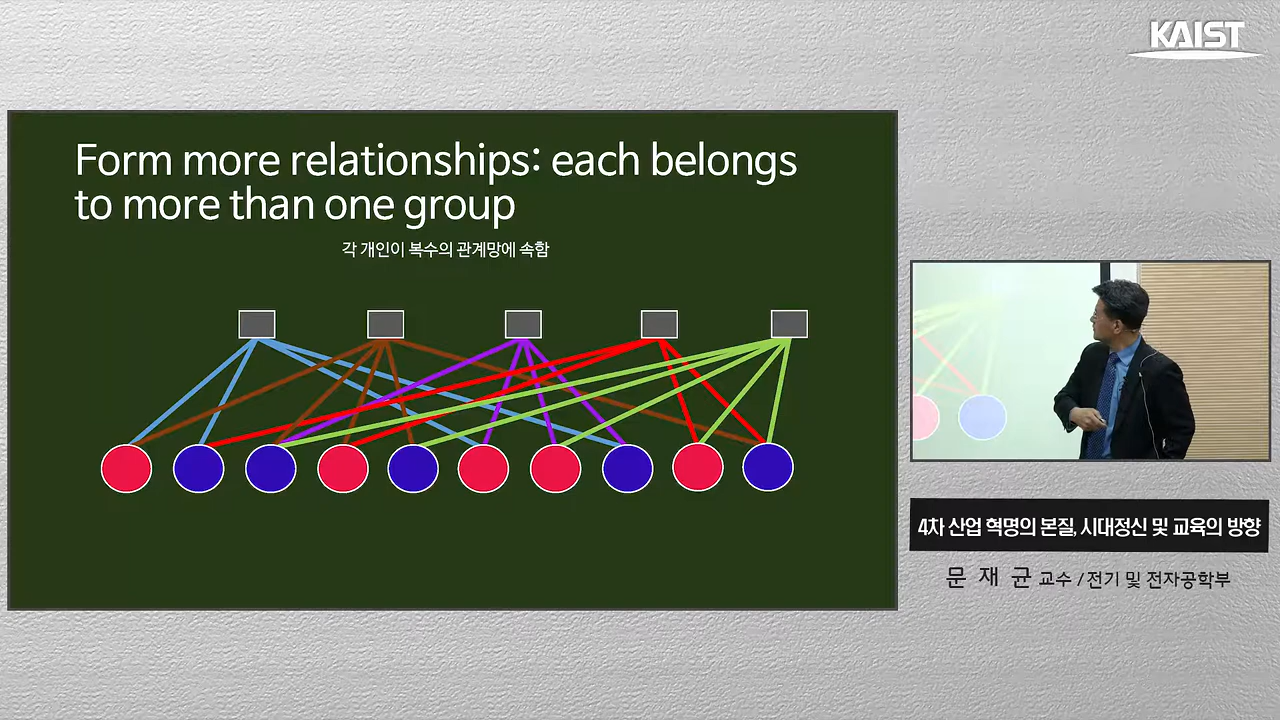 KAIST
Form more relationships: each belongs
to more than one group
각 개인이 복수의 관계망에 속함
4차 산업 혁명의 본질, 시대정신 및 교육의 방향
문 재 균 교수 / 전기 및 전자공학부